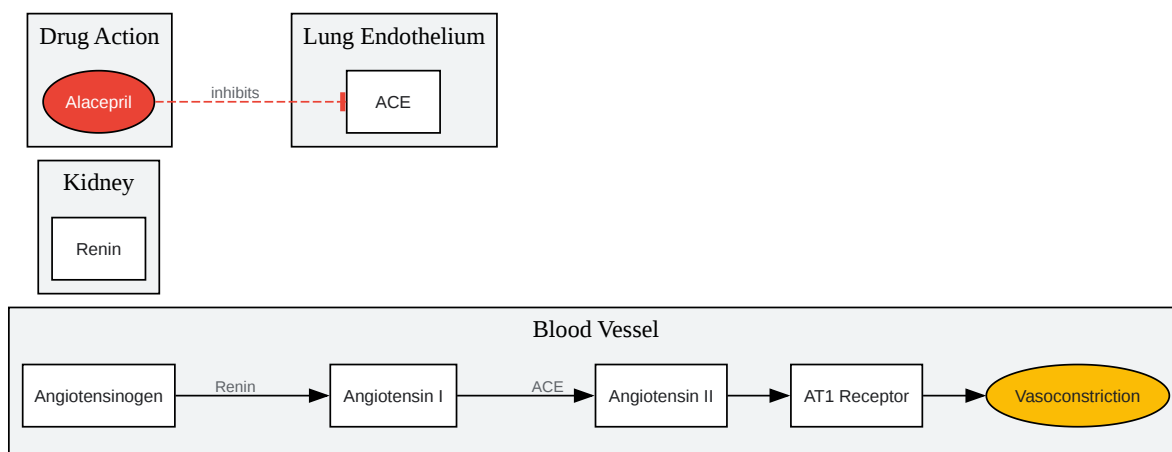 Drug Action
Lung Endothelium
Alacepril
inhibits
ACE
Kidney
Renin
Blood Vessel
Angiotensinogen
Renin
Angiotensin I
ACE
Angiotensin II
AT1 Receptor
Vasoconstriction